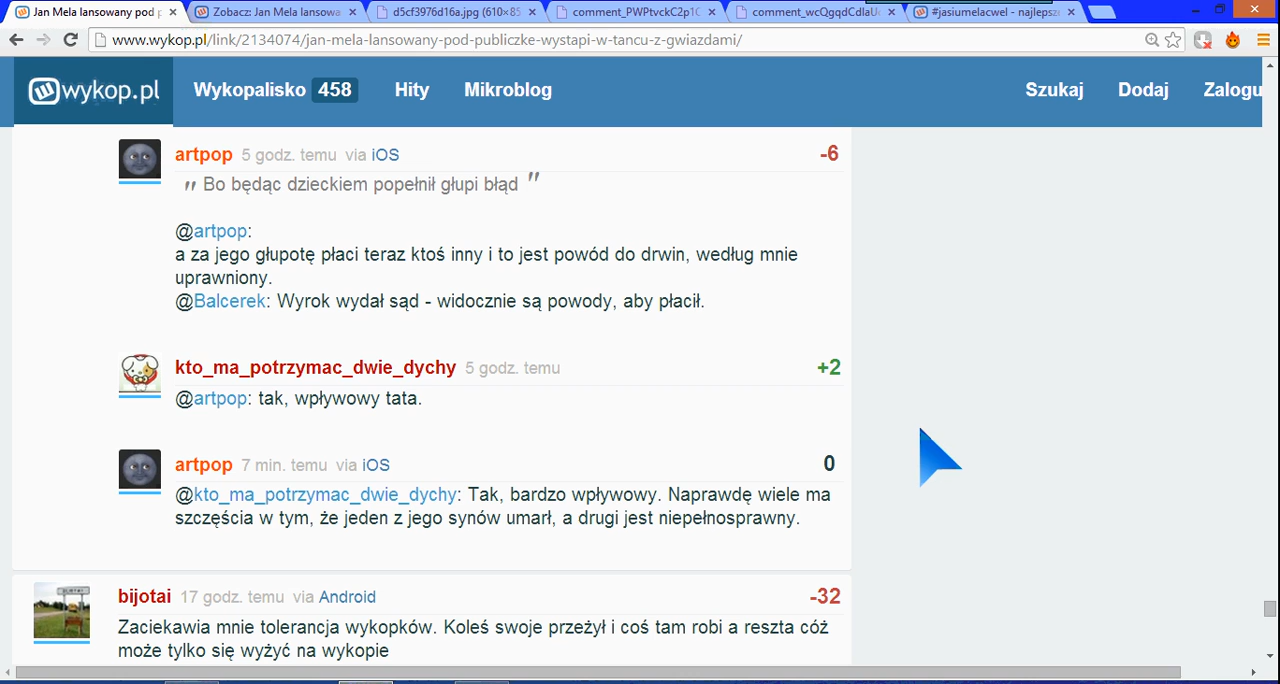 Jan Mela lansowany pod p
Zobacz: Jan Mela lansowa
d5cf3976d16a.jpg (610×85
comment_PWPtvckC2p1C
comment_wcQgqdCdlaU
#jasiumelacwel - najlepsz
www.wykop.pl/link/2134074/jan-mela-lansowany-pod-publiczke-wystapi-w-tancu-z-gwiazdami/
wykop.pl
Wykopalisko 458
Hity
Mikroblog
Szukaj
Dodaj
Zalogu
artpop 5 godz. temu via iOS
-6
" Bo będąc dzieckiem popełnił głupi błąd "
@artpop:
a za jego głupotę płaci teraz ktoś inny i to jest powód do drwin, według mnie
uprawniony.
@Balcerek: Wyrok wydał sąd - widocznie są powody, aby płacił.
kto_ma_potrzymac_dwie_dychy 5 godz. temu
+2
@artpop: tak, wpływowy tata.
artpop 7 min. temu via iOS
0
@kto_ma_potrzymac_dwie_dychy: Tak, bardzo wpływowy. Naprawdę wiele ma
szczęścia w tym, że jeden z jego synów umarł, a drugi jest niepełnosprawny.
bijotai 17 godz. temu via Android
-32
Zaciekawia mnie tolerancja wykopków. Koleś swoje przeżył i coś tam robi a reszta cóż
może tylko się wyżyć na wykopie